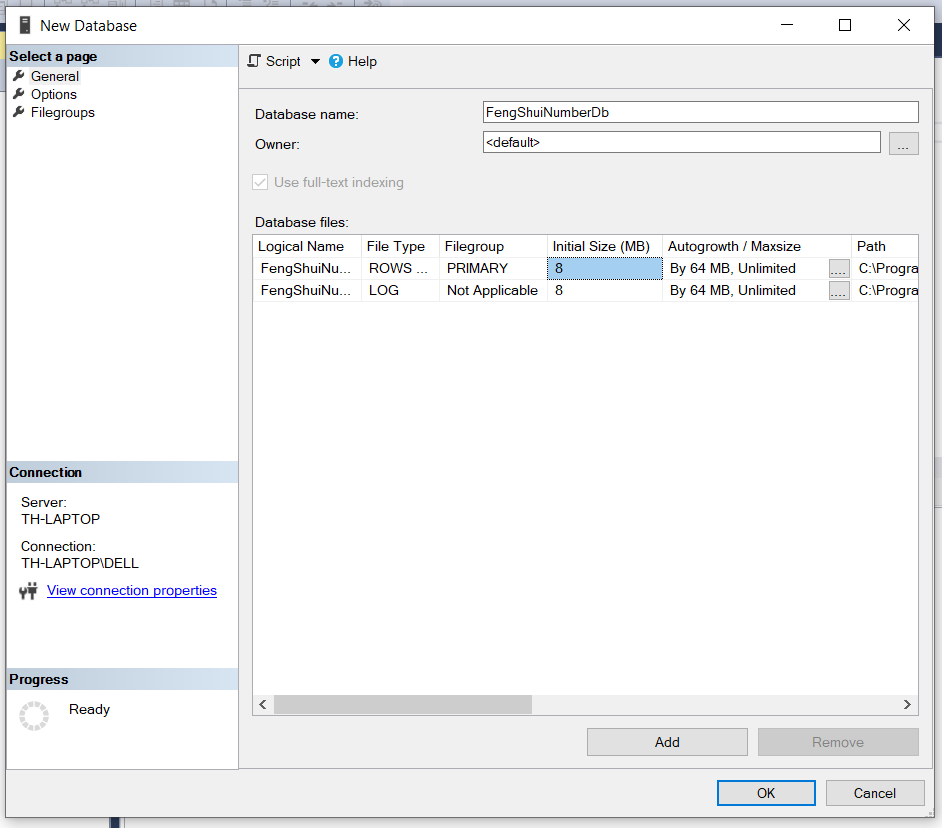 New Database
Select a page
General
Options
Filegroups
Script Help
Database name: FengShuiNumberDb
Owner: <default> ...
Use full-text indexing
Database files:
Logical Name File Type Filegroup Initial Size (MB) Autogrowth / Maxsize Path
FengShuiNu... ROWS ... PRIMARY 8 By 64 MB, Unlimited .... C:\Progra
FengShuiNu... LOG Not Applicable 8 By 64 MB, Unlimited .... C:\Progra
Connection
Server:
TH-LAPTOP
Connection:
TH-LAPTOP\DELL
View connection properties
Progress
Ready
Add Remove
OK Cancel